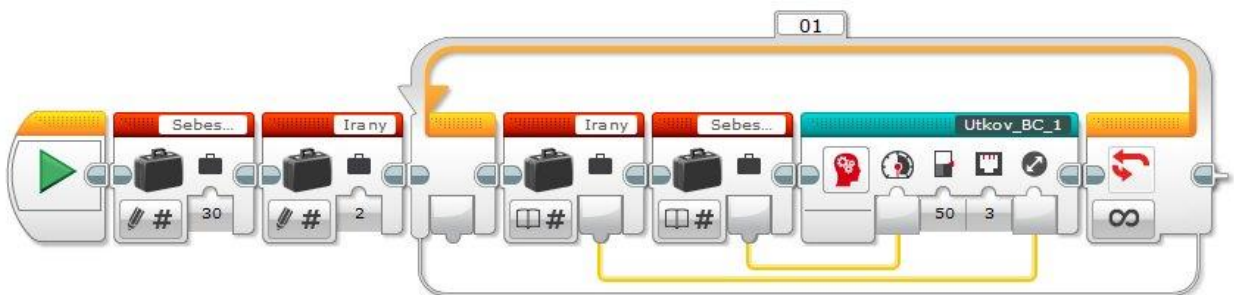 01
Sebes...
Irany
Irany
Sebes...
Utkov_BC_1
#
30
#
2
#
#
50
3
∞